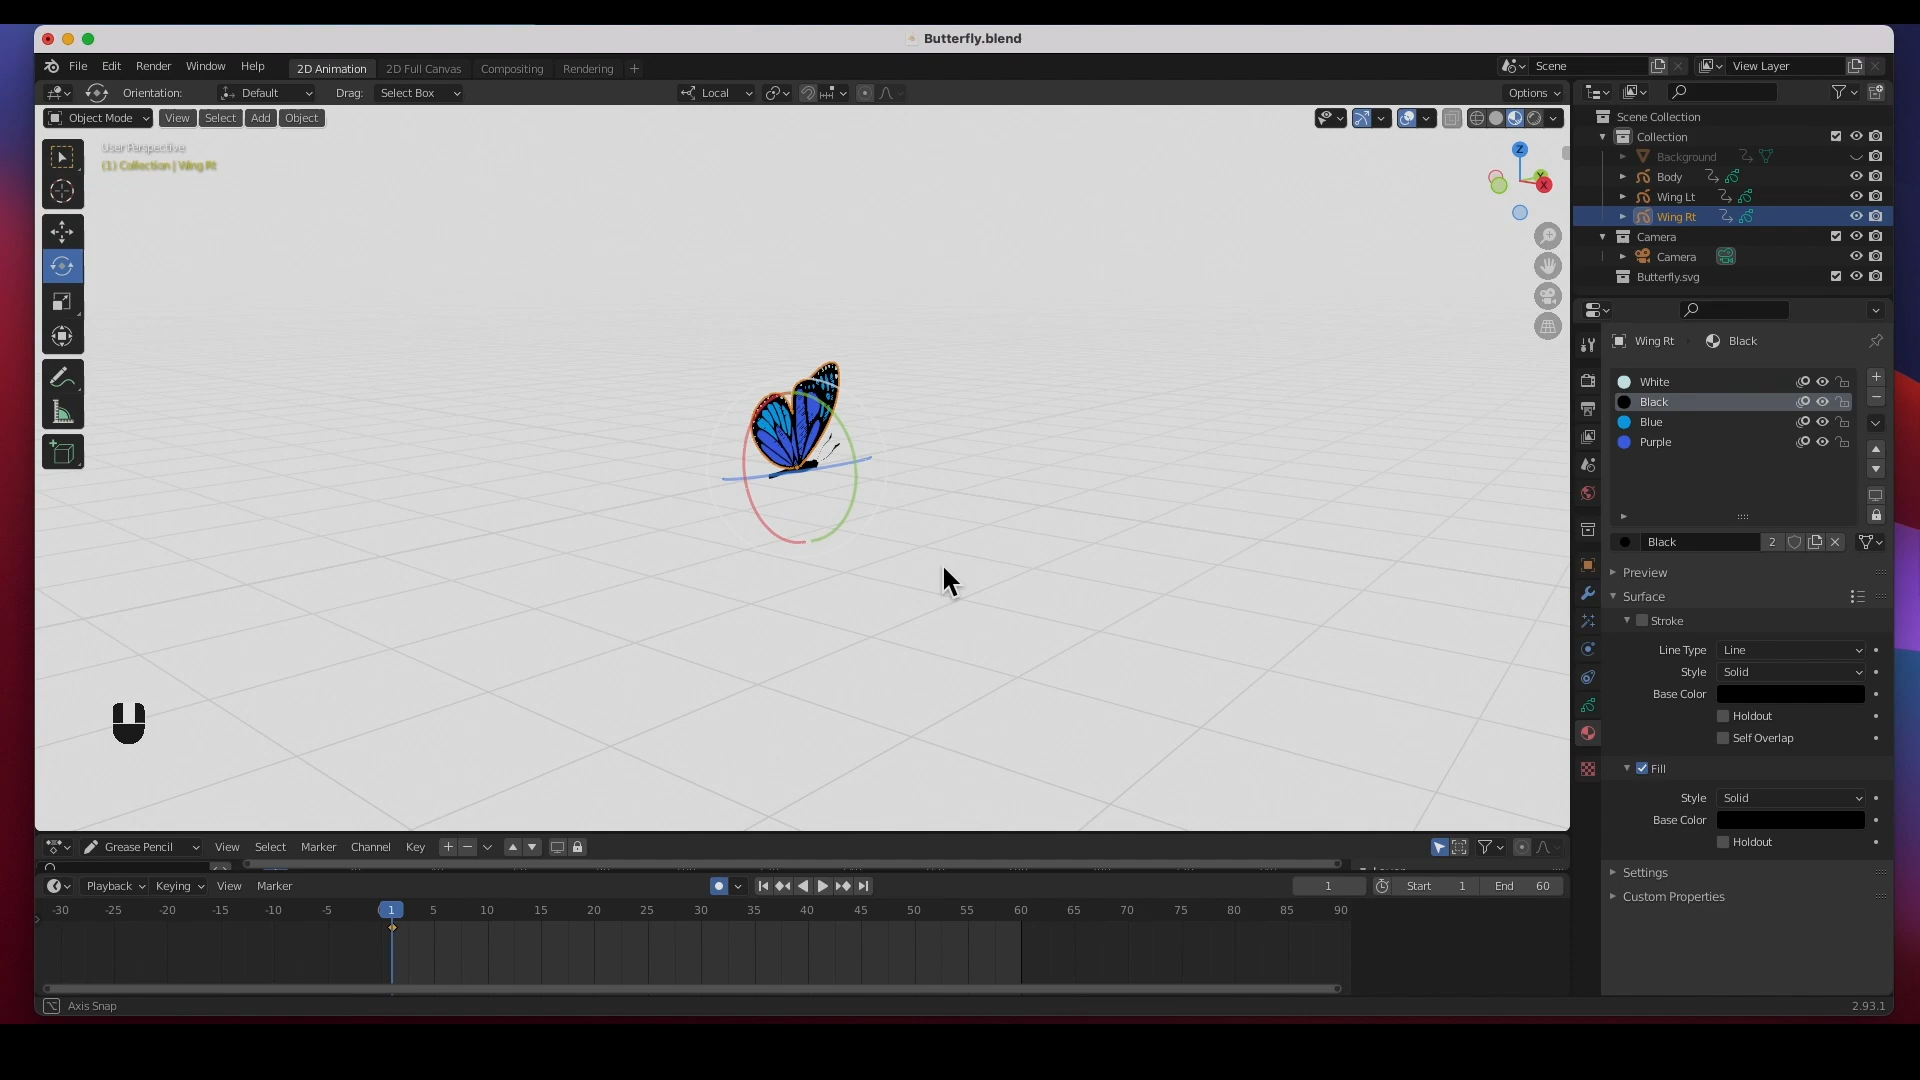 Butterfly.blend
File Edit Render Window Help 2D Animation 2D Full Canvas Compositing Rendering + Scene View Layer
Orientation: Default Drag: Select Box Local Options
Object Mode View Select Add Object
User Perspective
(1) Collection | Wing Rt
Z
Y
X
Scene Collection
Collection
Background
Body
Wing Lt
Wing Rt
Camera
Camera
Butterfly.svg
Wing Rt Black
White
Black
Blue
Purple
Black 2
Preview
Surface
Stroke
Line Type Line
Style Solid
Base Color
Holdout
Self Overlap
Fill
Style Solid
Base Color
Holdout
Settings
Custom Properties
Grease Pencil View Select Marker Channel Key
Playback Keying View Marker 1 Start 1 End 60
-30 -25 -20 -15 -10 -5 1 5 10 15 20 25 30 35 40 45 50 55 60 65 70 75 80 85 90
Axis Snap 2.93.1